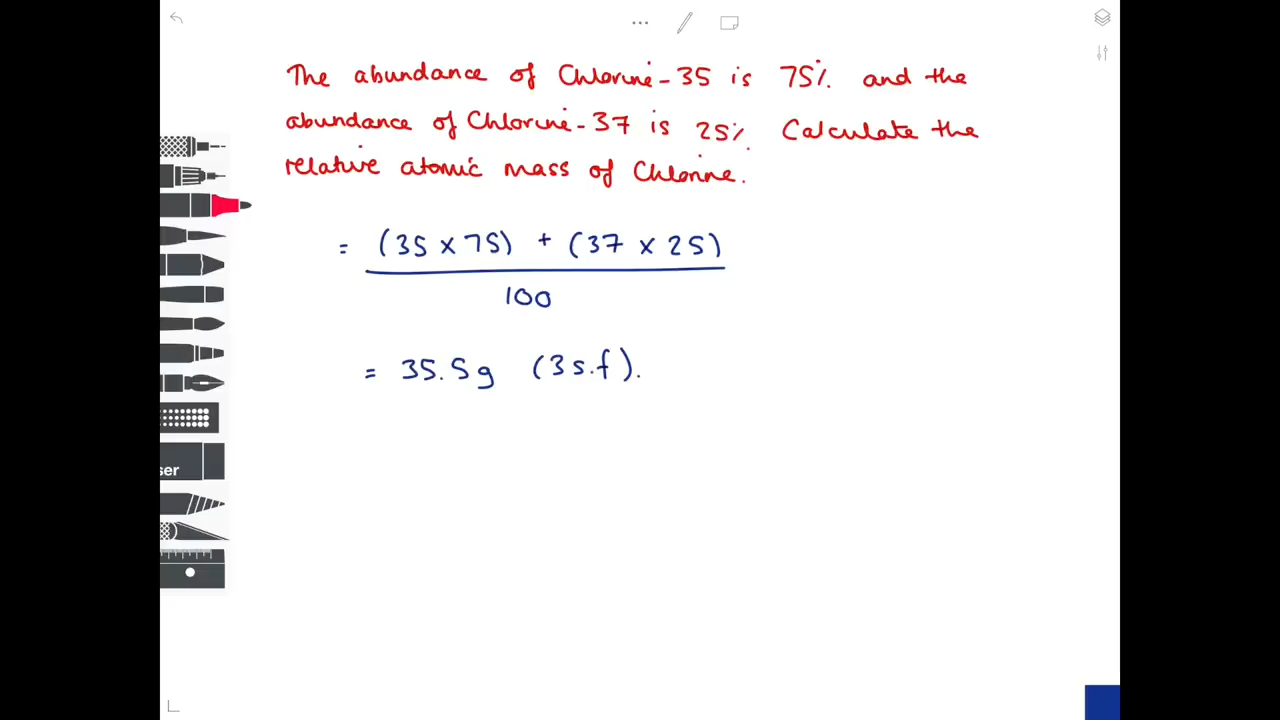 The abundance of Chlorine-35 is 75% and the
abundance of Chlorine-37 is 25%. Calculate the
relative atomic mass of Chlorine.
= (35 x 75) + (37 x 25)
100
= 35.5g (3 s.f).
ser